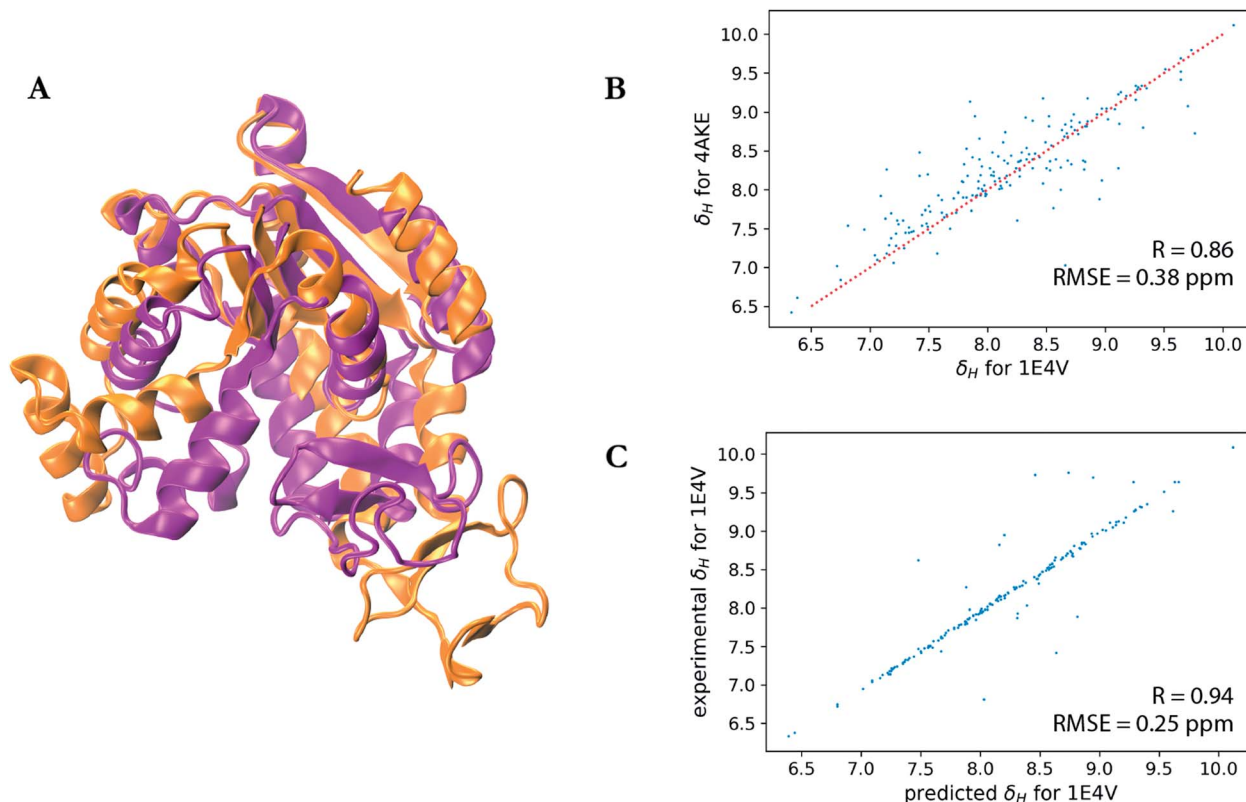 A
B
10.0
9.5
9.0
8.5
8.0
7.5
7.0
6.5
δH for 4AKE
R = 0.86
RMSE = 0.38 ppm
6.5 7.0 7.5 8.0 8.5 9.0 9.5 10.0
δH for 1E4V
C
10.0
9.5
9.0
8.5
8.0
7.5
7.0
6.5
experimental δH for 1E4V
R = 0.94
RMSE = 0.25 ppm
6.5 7.0 7.5 8.0 8.5 9.0 9.5 10.0
predicted δH for 1E4V